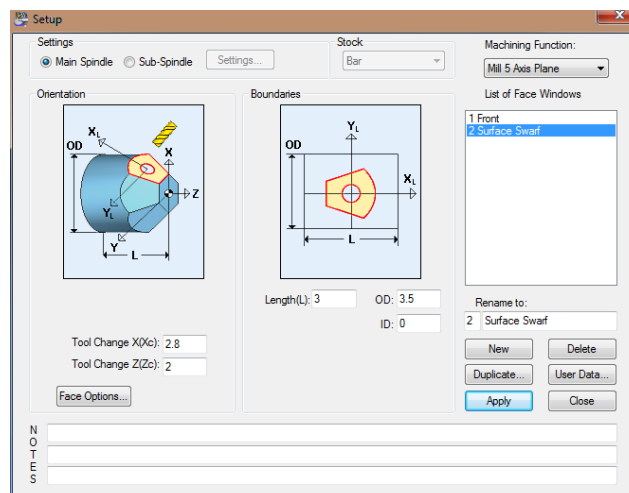 Setup
Settings
Main Spindle Sub-Spindle Settings...
Stock
Bar
Machining Function:
Mill 5 Axis Plane
List of Face Windows
1 Front
2 Surface Swarf
Orientation
OD
XL
X
Z
YL
Y
L
Boundaries
OD
YL
XL
L
Length(L): 3 OD: 3.5
ID: 0
Tool Change X(Xc): 2.8
Tool Change Z(Zc): 2
Face Options...
Rename to:
2 Surface Swarf
New Delete
Duplicate... User Data...
Apply Close
NOTES